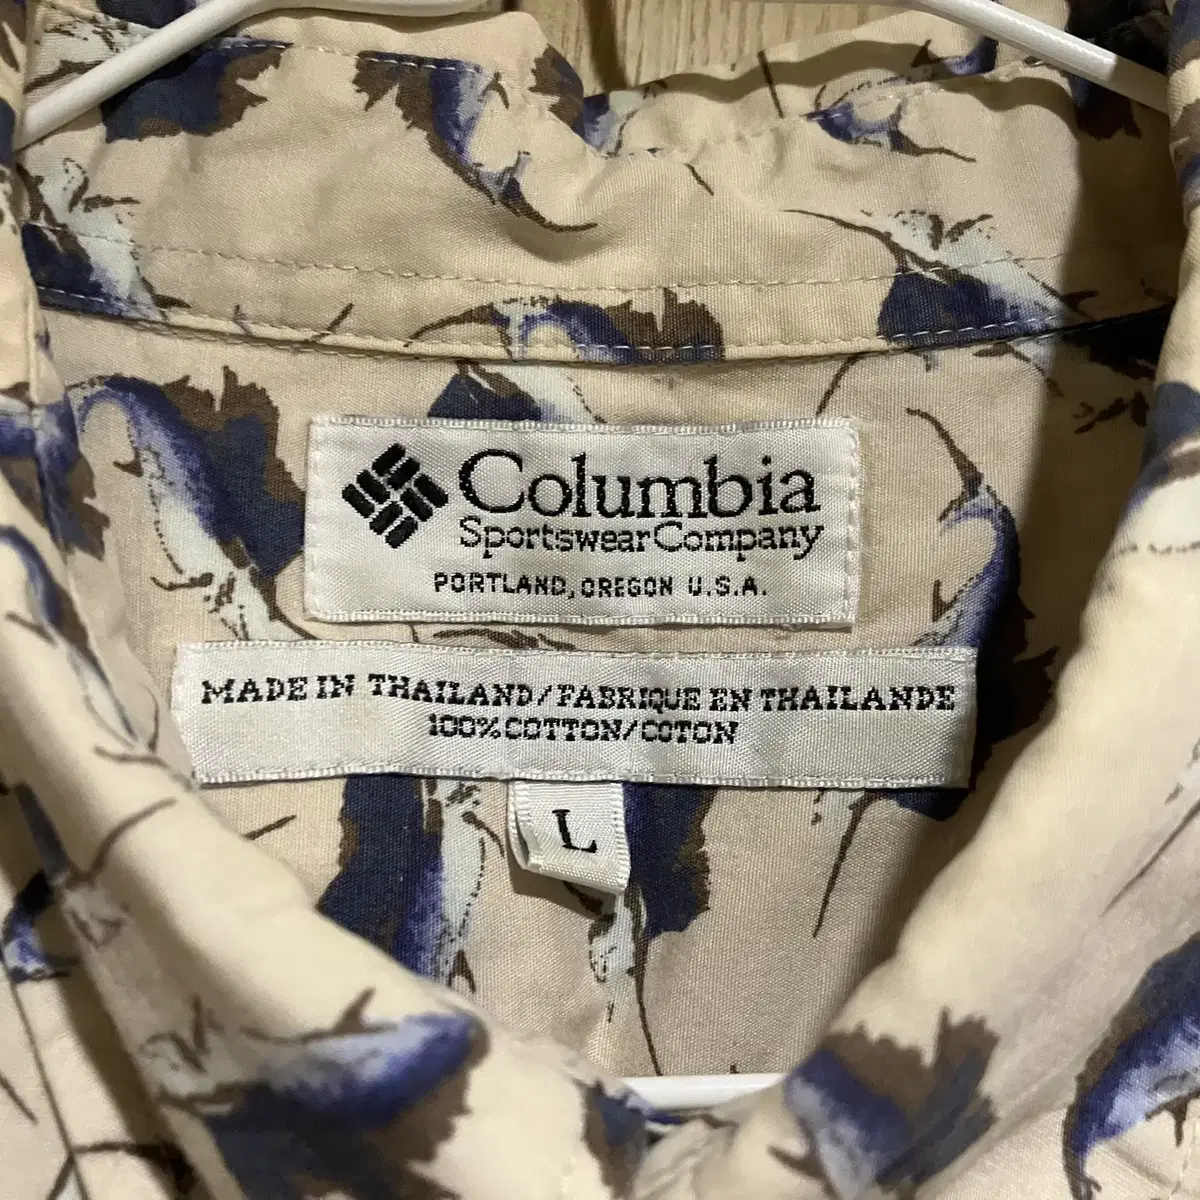 Columbia
Sportswear Company
PORTLAND, OREGON U.S.A.
MADE IN THAILAND/FABRIQUE EN THAILANDE
100% COTTON/COTON
L